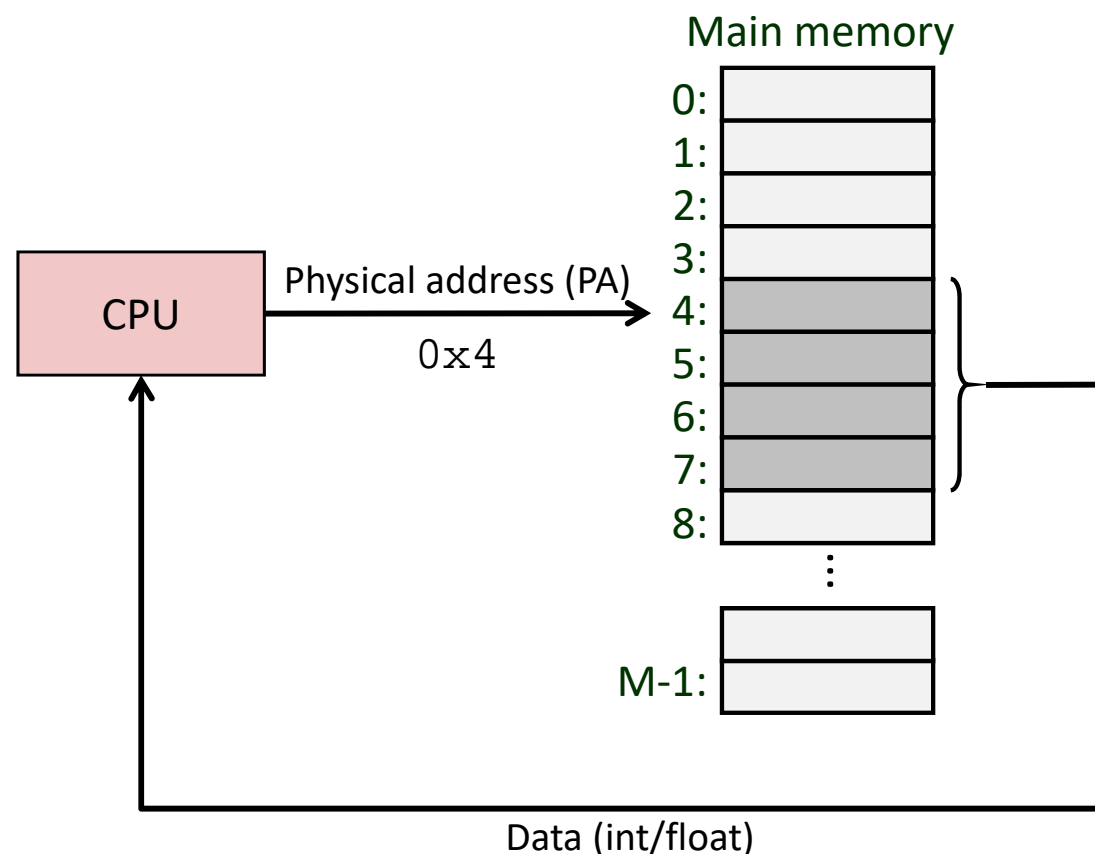 Main memory
0:
1:
2:
3:
CPU
Physical address (PA)
0x4
4:
5:
6:
7:
8:
...
M-1:
Data (int/float)